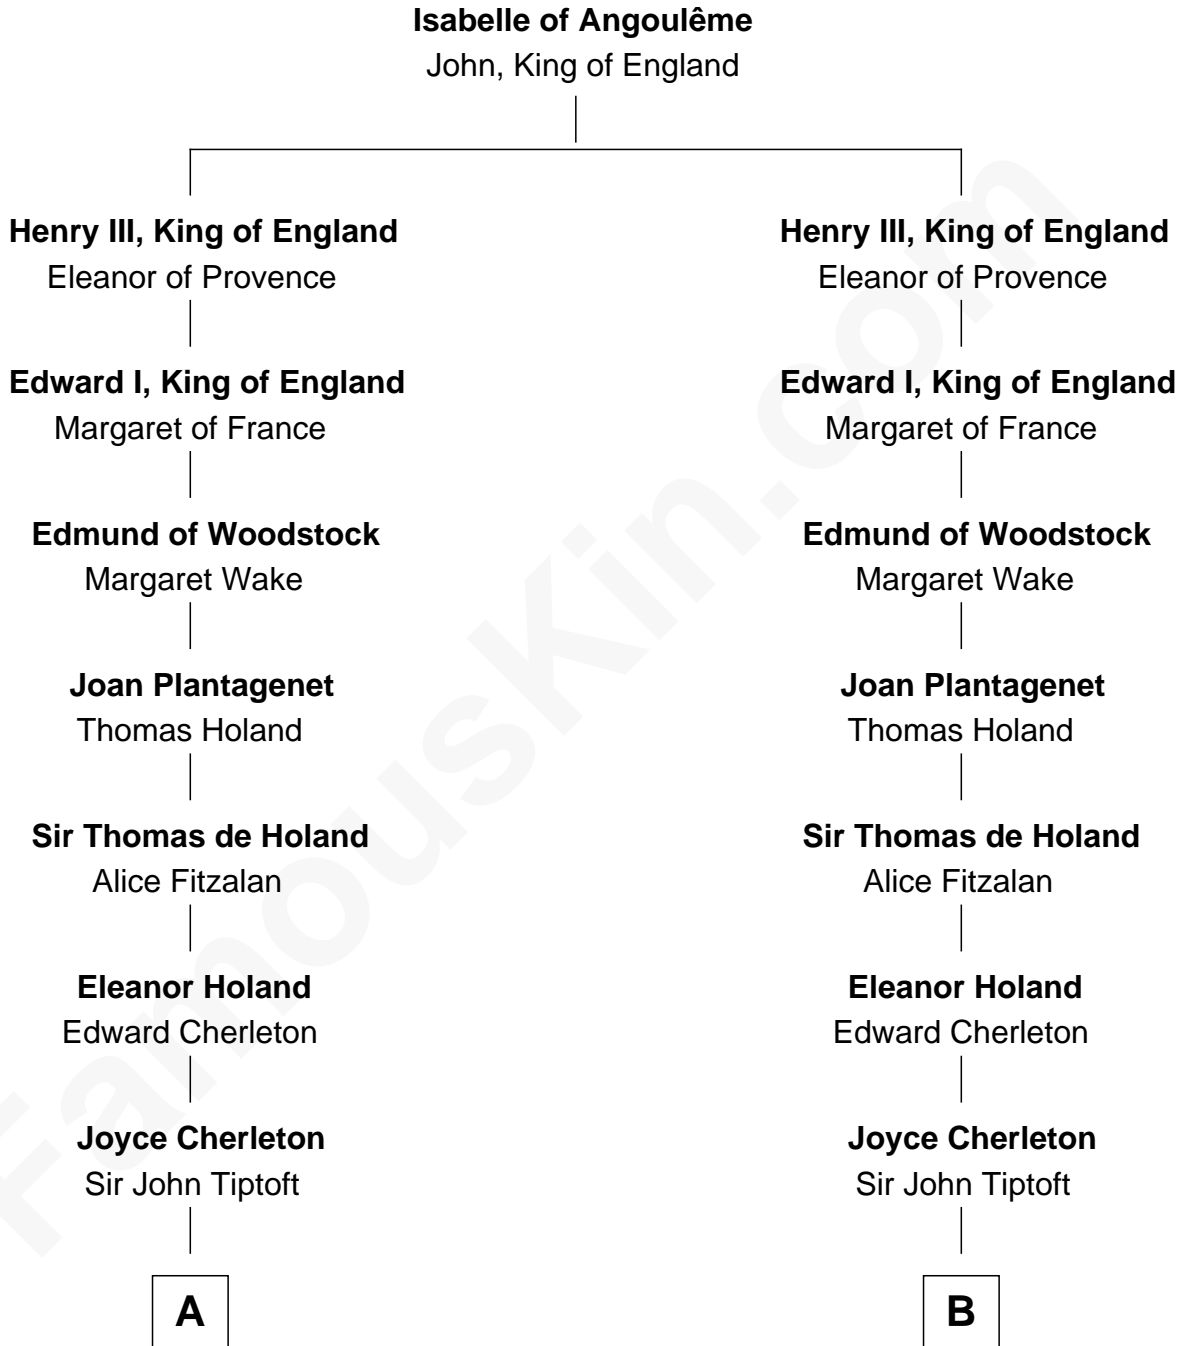 Isabelle of Angoulême
John, King of England
Henry III, King of England
Eleanor of Provence
Henry III, King of England
Eleanor of Provence
Edward I, King of England
Margaret of France
Edward I, King of England
Margaret of France
Edmund of Woodstock
Margaret Wake
Edmund of Woodstock
Margaret Wake
Joan Plantagenet
Thomas Holand
Joan Plantagenet
Thomas Holand
Sir Thomas de Holand
Alice Fitzalan
Sir Thomas de Holand
Alice Fitzalan
Eleanor Holand
Edward Cherleton
Eleanor Holand
Edward Cherleton
Joyce Cherleton
Sir John Tiptoft
Joyce Cherleton
Sir John Tiptoft
A
B
FamousKin.com